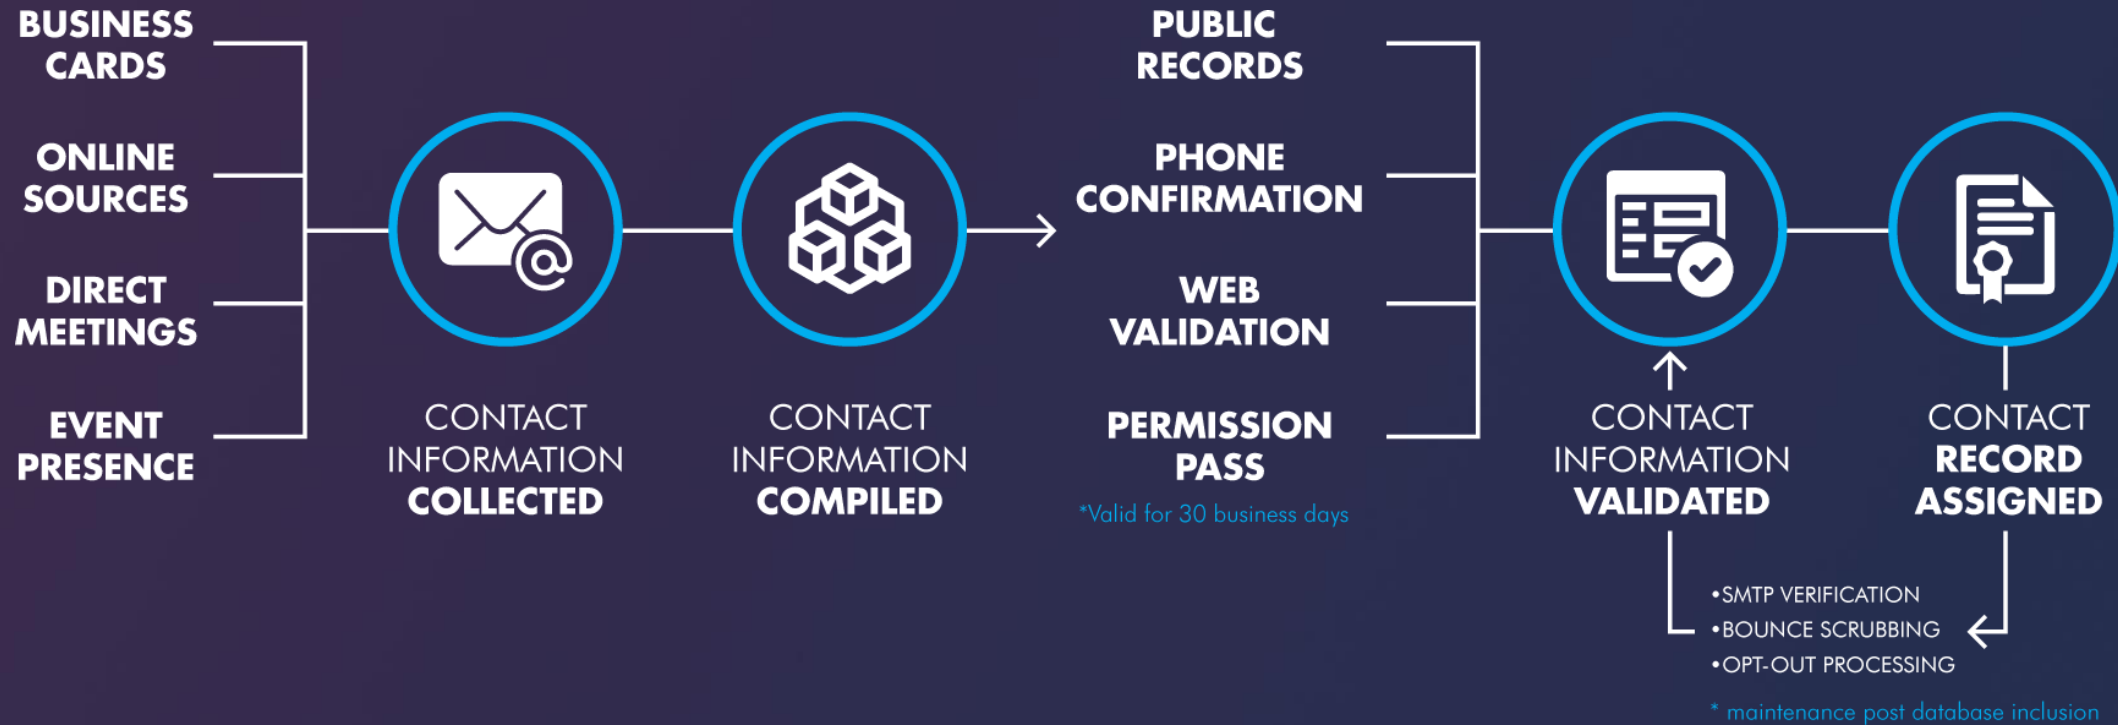 BUSINESS
CARDS
ONLINE
SOURCES
DIRECT
MEETINGS
EVENT
PRESENCE
CONTACT
INFORMATION
COLLECTED
CONTACT
INFORMATION
COMPILED
PUBLIC
RECORDS
PHONE
CONFIRMATION
WEB
VALIDATION
PERMISSION
PASS
*Valid for 30 business days
CONTACT
INFORMATION
VALIDATED
CONTACT
RECORD
ASSIGNED
•SMTP VERIFICATION
•BOUNCE SCRUBBING
•OPT-OUT PROCESSING
* maintenance post database inclusion